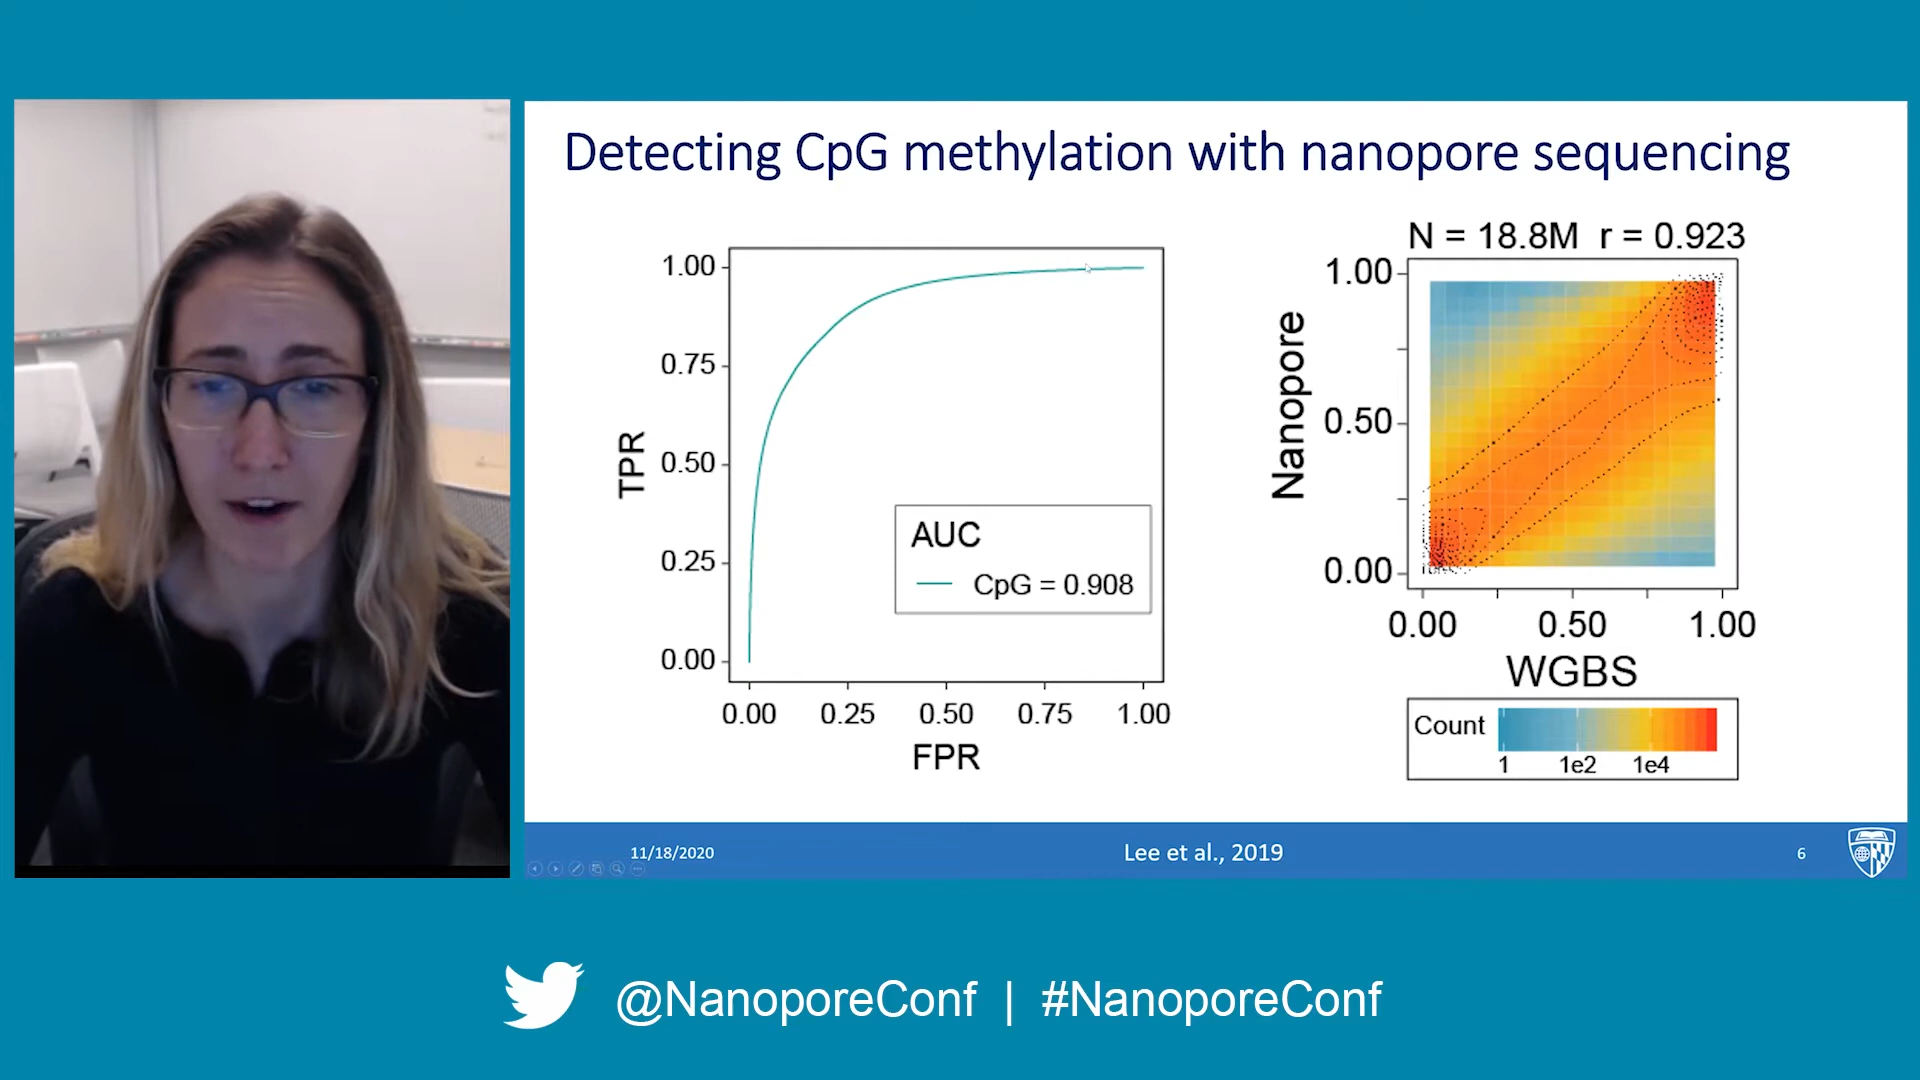 Detecting CpG methylation with nanopore sequencing
1.00
0.75
0.50
0.25
0.00
TPR
0.00 0.25 0.50 0.75 1.00
FPR
AUC
CpG = 0.908
N = 18.8M r = 0.923
1.00
0.50
0.00
Nanopore
0.00 0.50 1.00
WGBS
Count
1 1e2 1e4
11/18/2020
Lee et al., 2019
6
@NanoporeConf | #NanoporeConf